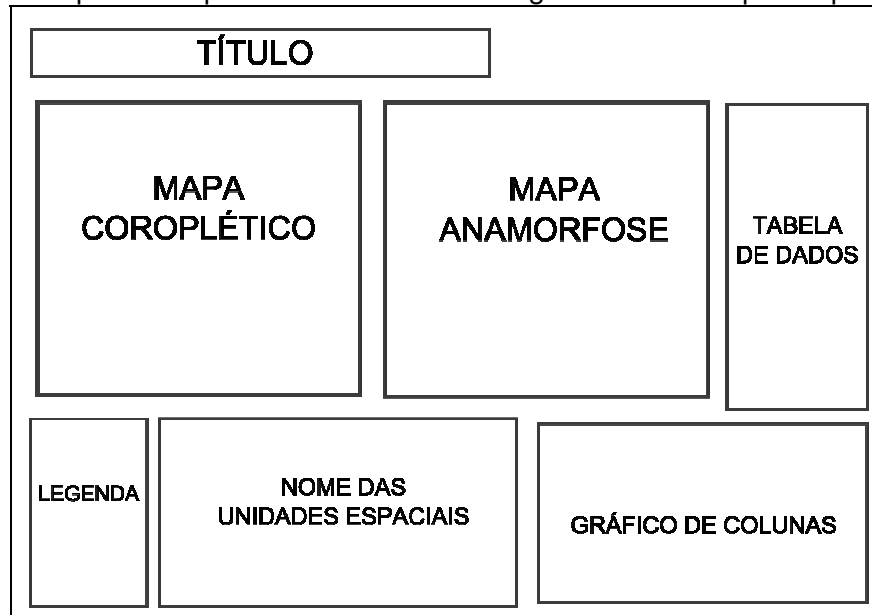 TÍTULO
MAPA
COROPLÉTICO
MAPA
ANAMORFOSE
TABELA
DE DADOS
LEGENDA
NOME DAS
UNIDADES ESPACIAIS
GRÁFICO DE COLUNAS